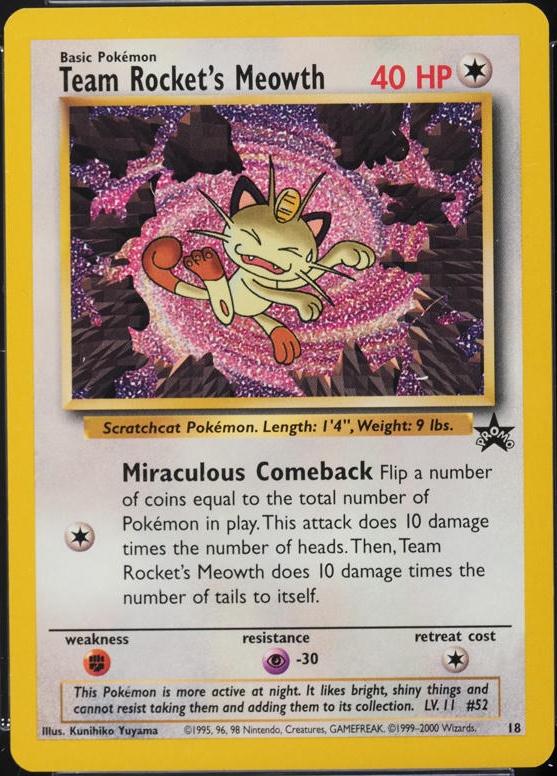 Basic Pokémon
Team Rocket's Meowth 40 HP
Scratchcat Pokémon. Length: 1'4", Weight: 9 lbs.
PROMO
Miraculous Comeback Flip a number
of coins equal to the total number of
Pokémon in play. This attack does 10 damage
times the number of heads. Then, Team
Rocket's Meowth does 10 damage times the
number of tails to itself.
weakness resistance retreat cost
-30
This Pokémon is more active at night. It likes bright, shiny things and
cannot resist taking them and adding them to its collection. LV. 11 #52
Illus. Kunihiko Yuyama ©1995, 96, 98 Nintendo, Creatures, GAMEFREAK. ©1999-2000 Wizards. 18